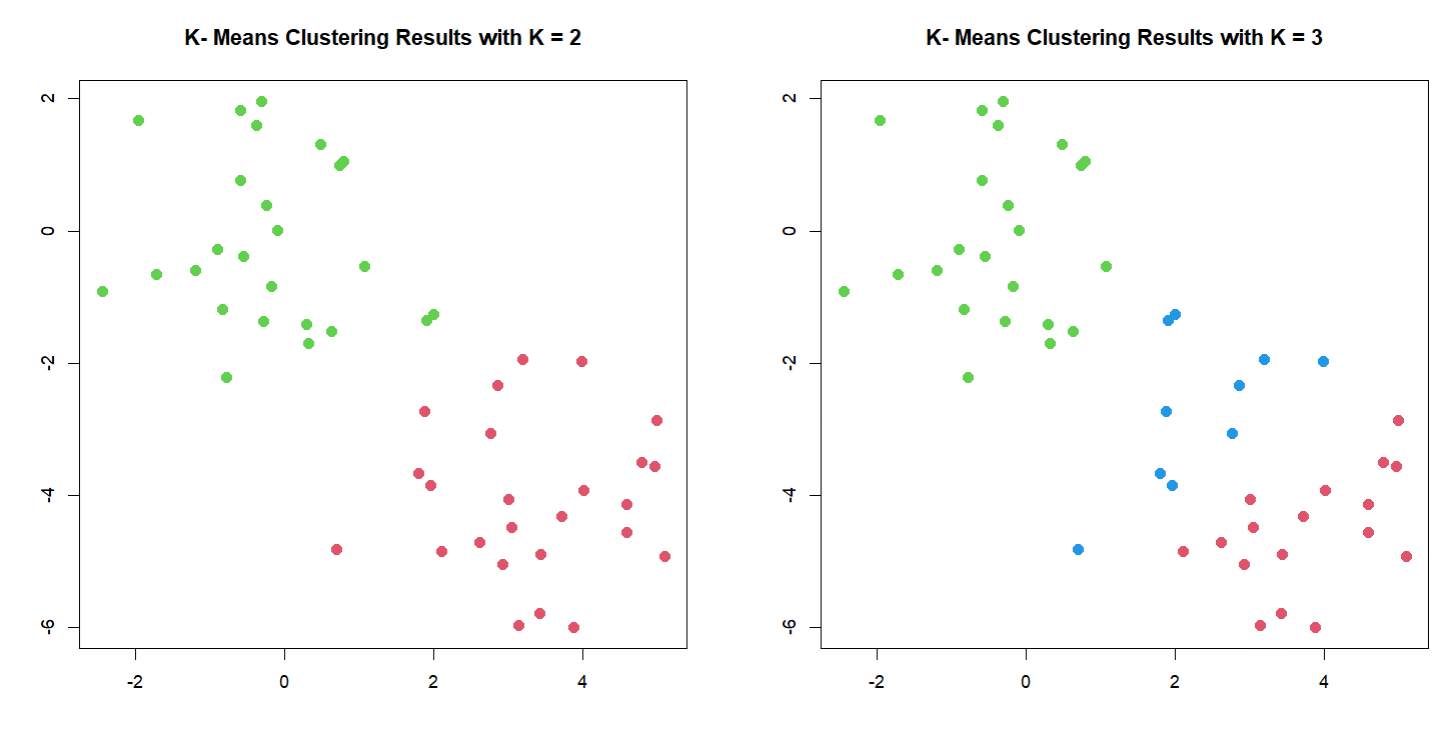 K- Means Clustering Results with K = 2
2
0
-2
-4
-6
-2 0 2 4
K- Means Clustering Results with K = 3
2
0
-2
-4
-6
-2 0 2 4